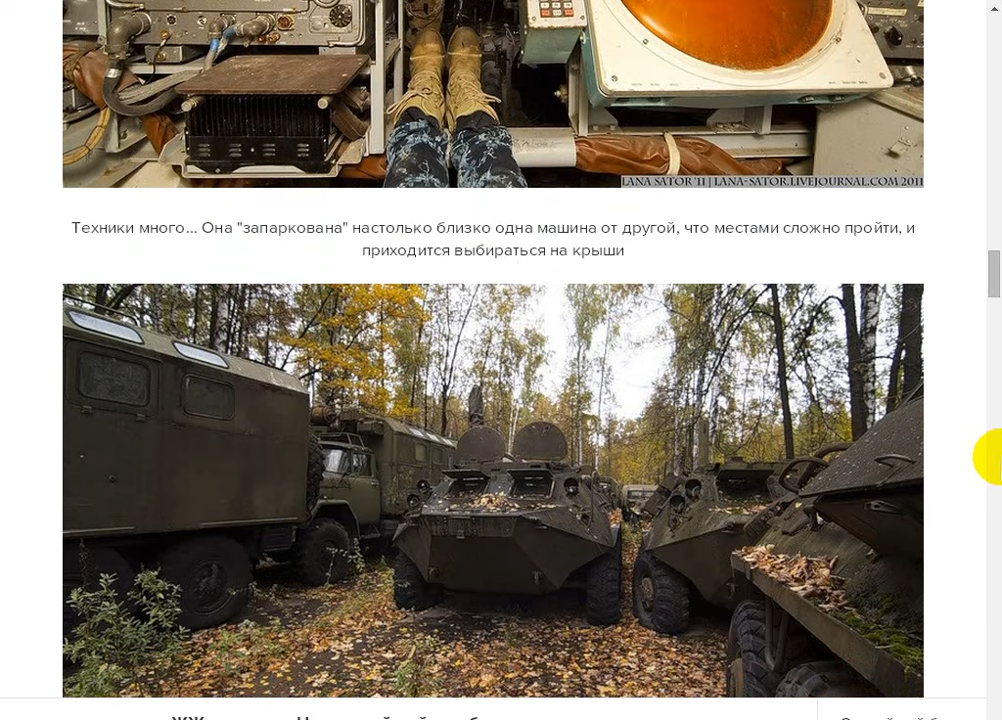 LANA SATOR '11 | LANA-SATOR.LIVEJOURNAL.COM 2011
Техники много... Она "запаркована" настолько близко одна машина от другой, что местами сложно пройти, и
приходится выбираться на крыши